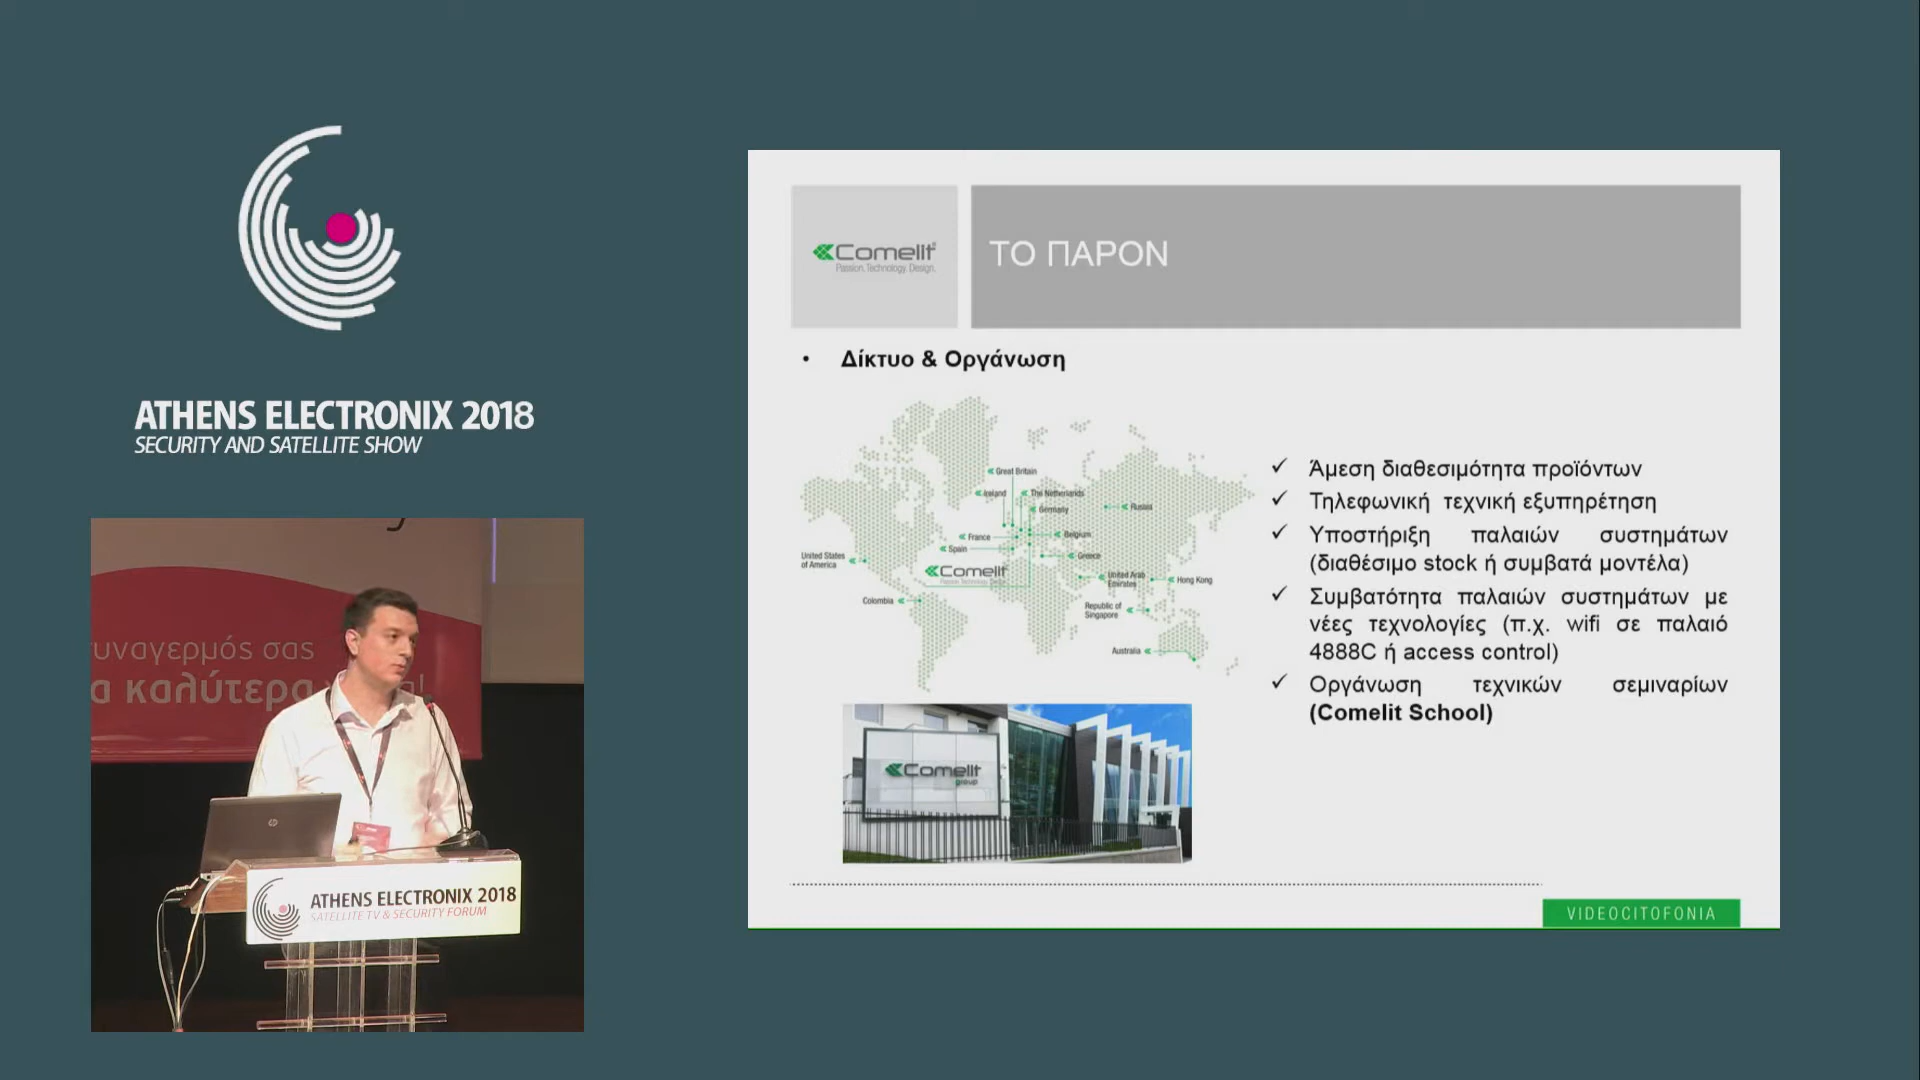 ATHENS ELECTRONIX 2018
SECURITY AND SATELLITE SHOW
υναγερμός σας
α καλύτερα
ATHENS ELECTRONIX 2018
SATELLITE TV & SECURITY FORUM
Comelit
Passion. Technology. Design.
ΤΟ ΠΑΡΟΝ
• Δίκτυο & Οργάνωση
Great Britain
Ireland
The Netherlands
Germany
Russia
France
Belgium
Spain
Greece
United States
of America
Comelit
United Arab
Emirates
Hong Kong
Colombia
Republic of
Singapore
Australia
Comelit
group
✓ Άμεση διαθεσιμότητα προϊόντων
✓ Τηλεφωνική τεχνική εξυπηρέτηση
✓ Υποστήριξη παλαιών συστημάτων
(διαθέσιμο stock ή συμβατά μοντέλα)
✓ Συμβατότητα παλαιών συστημάτων με
νέες τεχνολογίες (π.χ. wifi σε παλαιό
4888C ή access control)
✓ Οργάνωση τεχνικών σεμιναρίων
(Comelit School)
VIDEOCITOFONIA